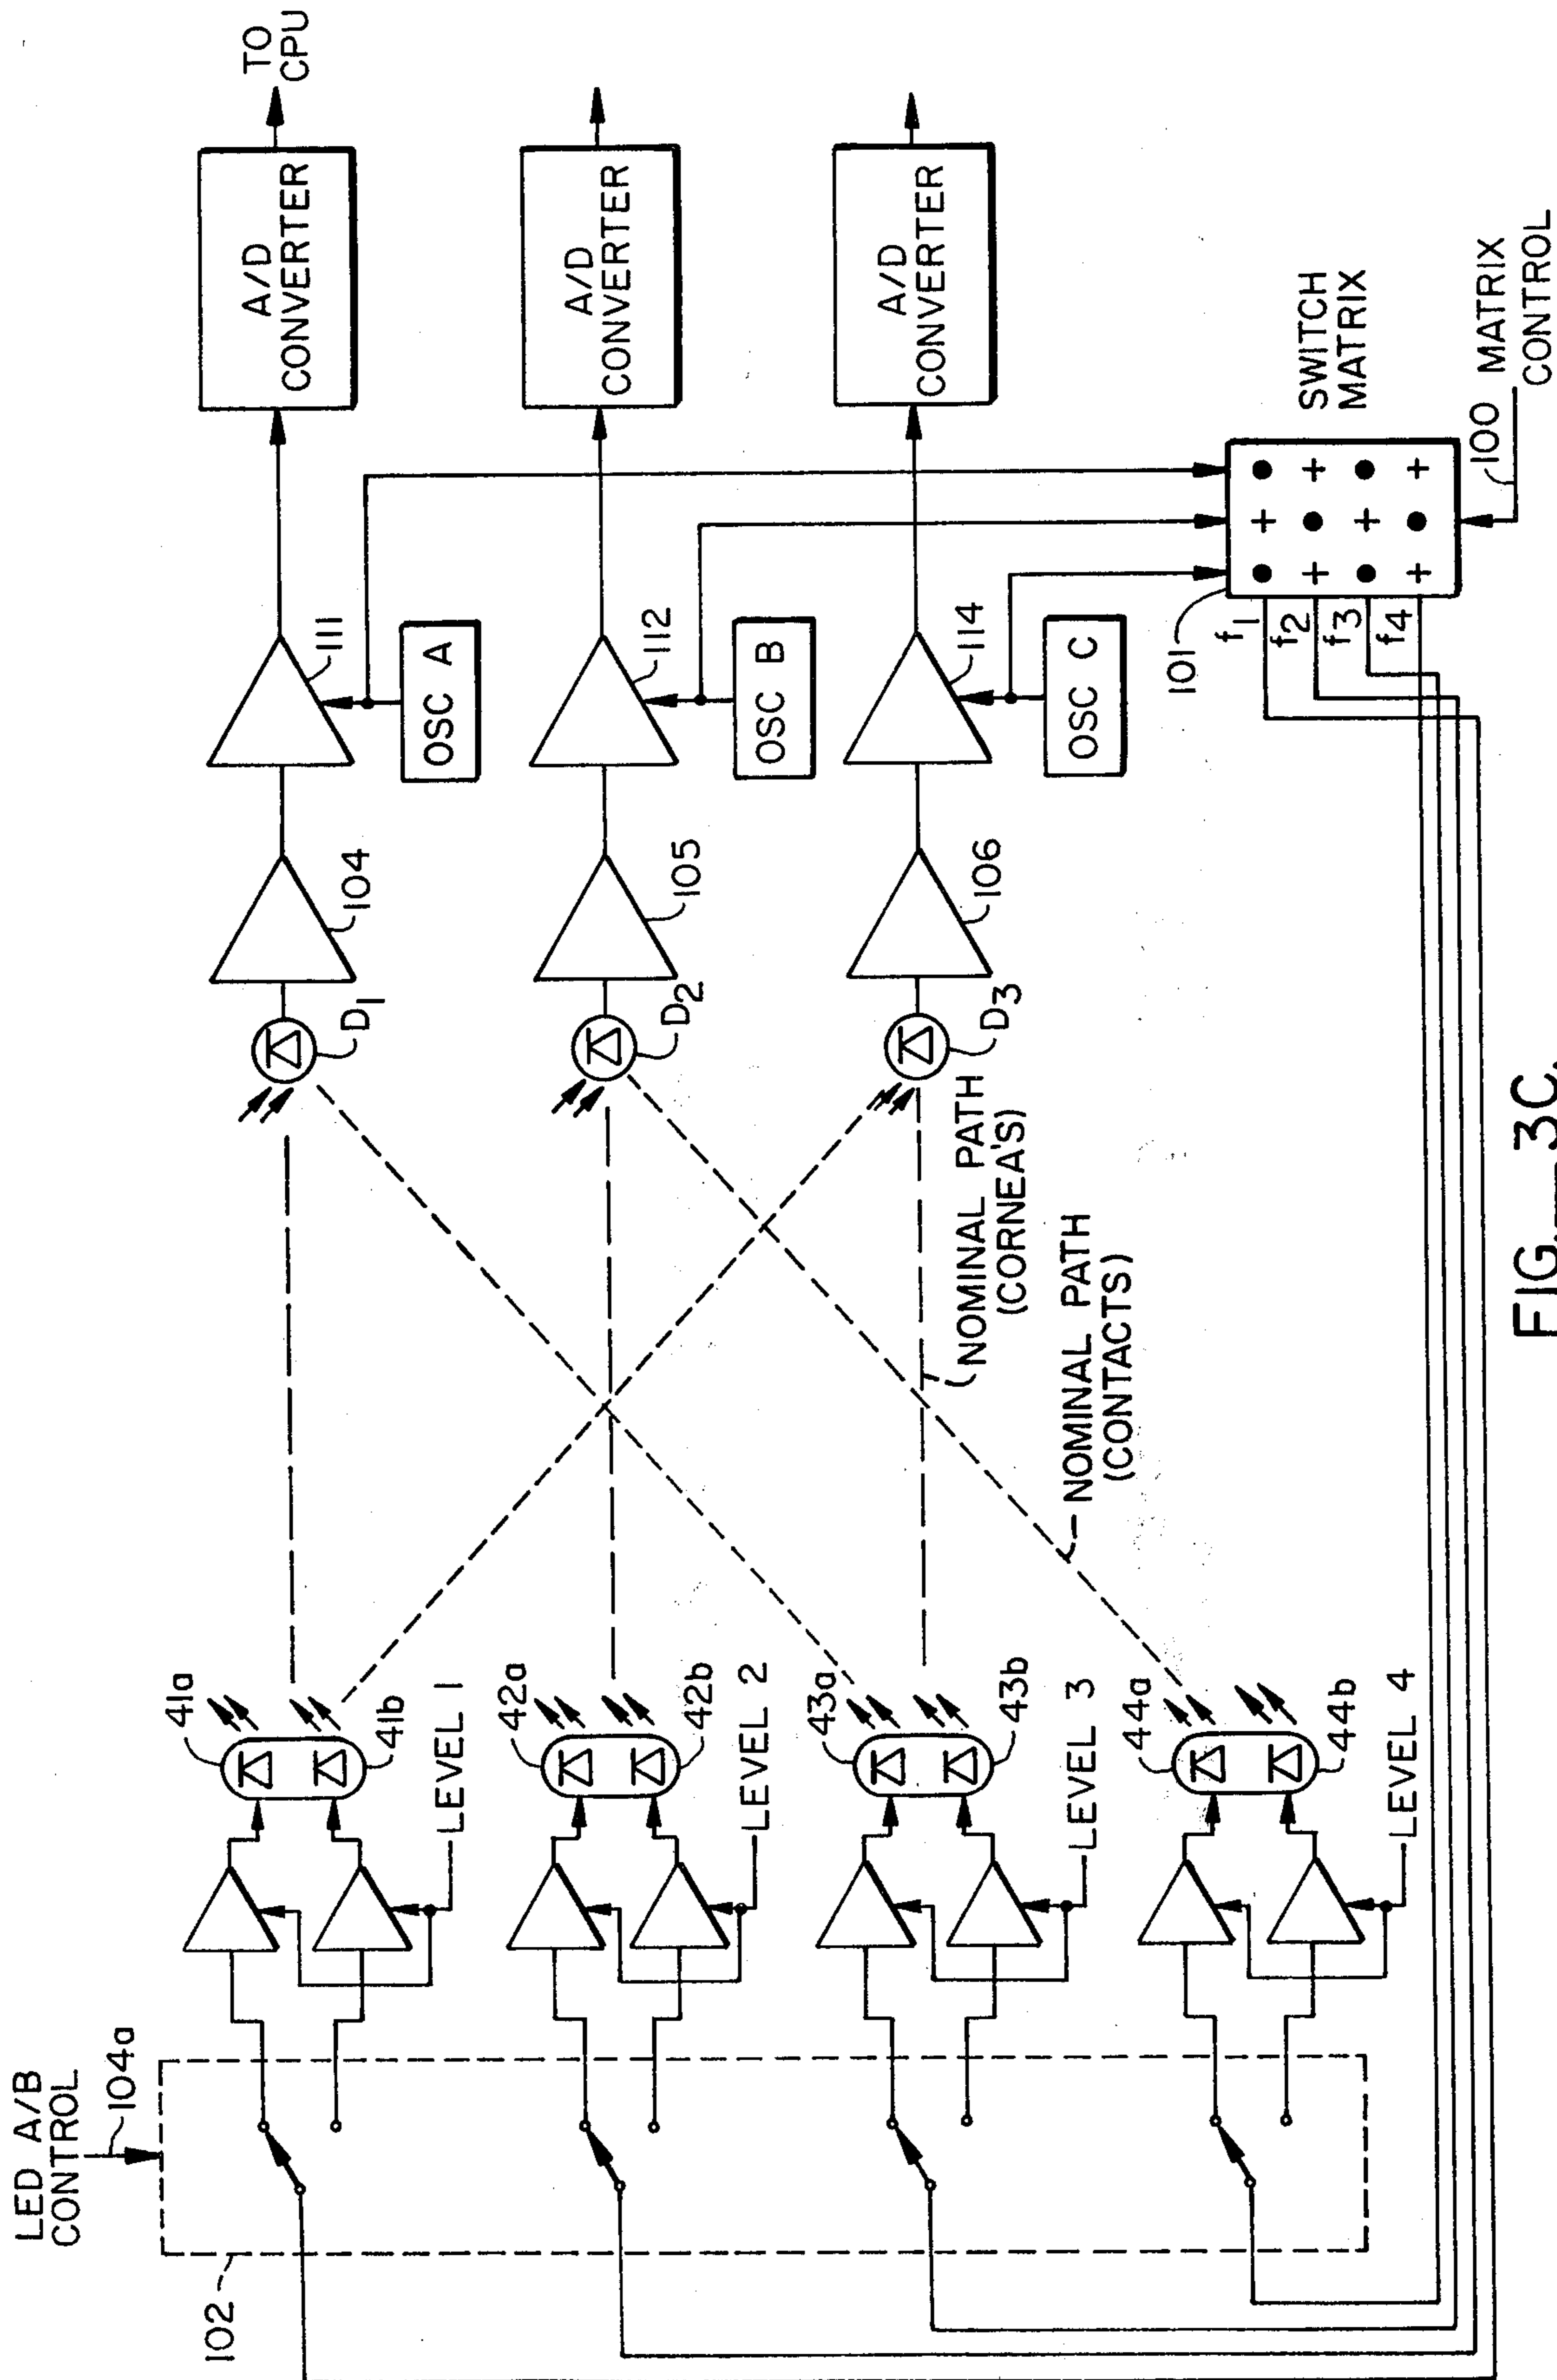 LED A/B
CONTROL
104a
102
41a
41b
LEVEL 1
42a
42b
LEVEL 2
43a
43b
LEVEL 3
44a
44b
LEVEL 4
NOMINAL PATH
(CORNEA'S)
NOMINAL PATH
(CONTACTS)
D1
D2
D3
104
105
106
111
112
114
OSC A
OSC B
OSC C
A/D
CONVERTER
TO
CPU
A/D
CONVERTER
A/D
CONVERTER
101
f1
f2
f3
f4
SWITCH
MATRIX
100 MATRIX
CONTROL
FIG.—3C.